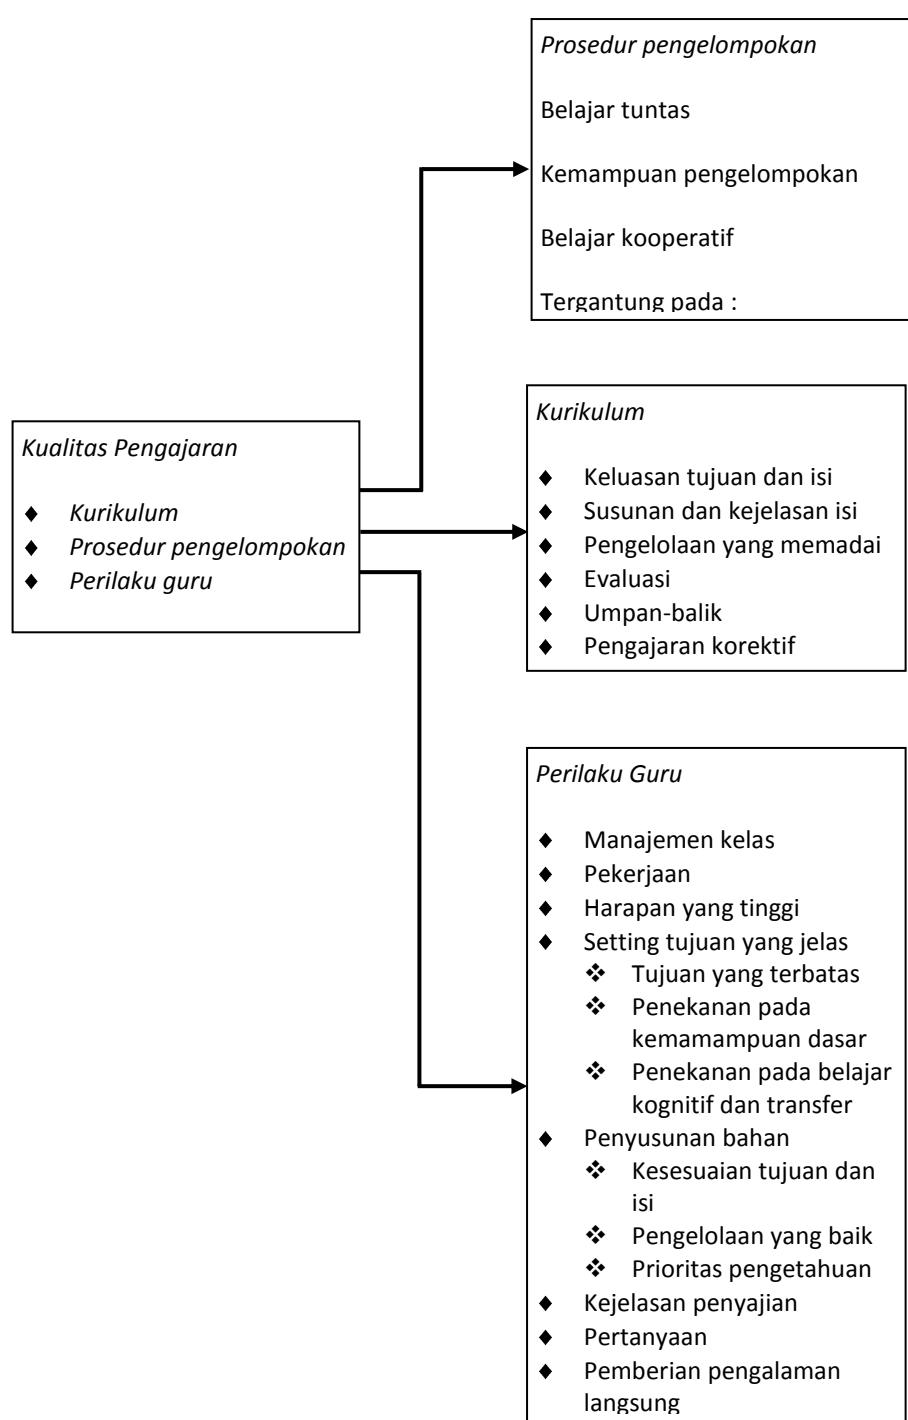 Prosedur pengelompokan
Belajar tuntas
Kemampuan pengelompokan
Belajar kooperatif
Tergantung pada :
Kualitas Pengajaran
♦ Kurikulum
♦ Prosedur pengelompokan
♦ Perilaku guru
Kurikulum
♦ Keluasan tujuan dan isi
♦ Susunan dan kejelasan isi
♦ Pengelolaan yang memadai
♦ Evaluasi
♦ Umpan-balik
♦ Pengajaran korektif
Perilaku Guru
♦ Manajemen kelas
♦ Pekerjaan
♦ Harapan yang tinggi
♦ Setting tujuan yang jelas
❖ Tujuan yang terbatas
❖ Penekanan pada
kemamampuan dasar
❖ Penekanan pada belajar
kognitif dan transfer
♦ Penyusunan bahan
❖ Kesesuaian tujuan dan
isi
❖ Pengelolaan yang baik
❖ Prioritas pengetahuan
♦ Kejelasan penyajian
♦ Pertanyaan
♦ Pemberian pengalaman
langsung